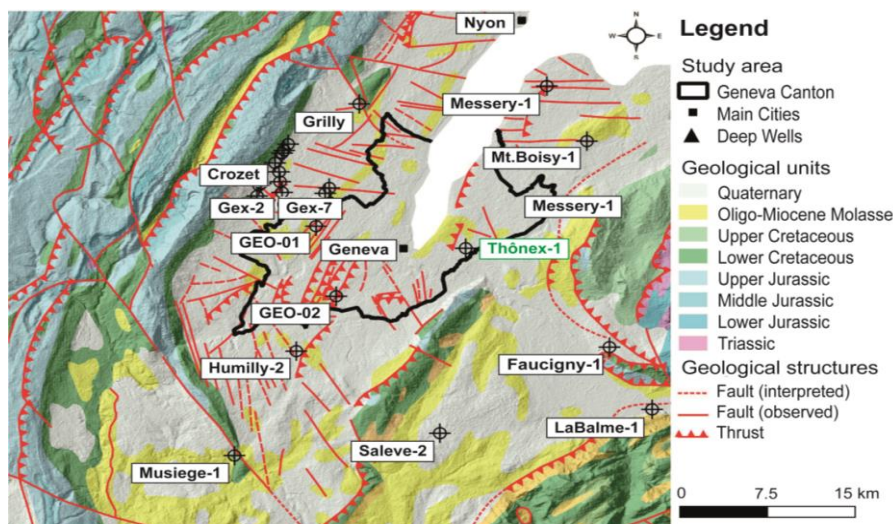 Nyon
Messery-1
Grilly
Mt.Boisy-1
Crozet
Gex-2
Gex-7
Messery-1
GEO-01
Geneva
Thônex-1
GEO-02
Humilly-2
Faucigny-1
LaBalme-1
Saleve-2
Musiege-1
N
W
E
S
Legend
Study area
Geneva Canton
Main Cities
Deep Wells
Geological units
Quaternary
Oligo-Miocene Molasse
Upper Cretaceous
Lower Cretaceous
Upper Jurassic
Middle Jurassic
Lower Jurassic
Triassic
Geological structures
Fault (interpreted)
Fault (observed)
Thrust
0 7.5 15 km